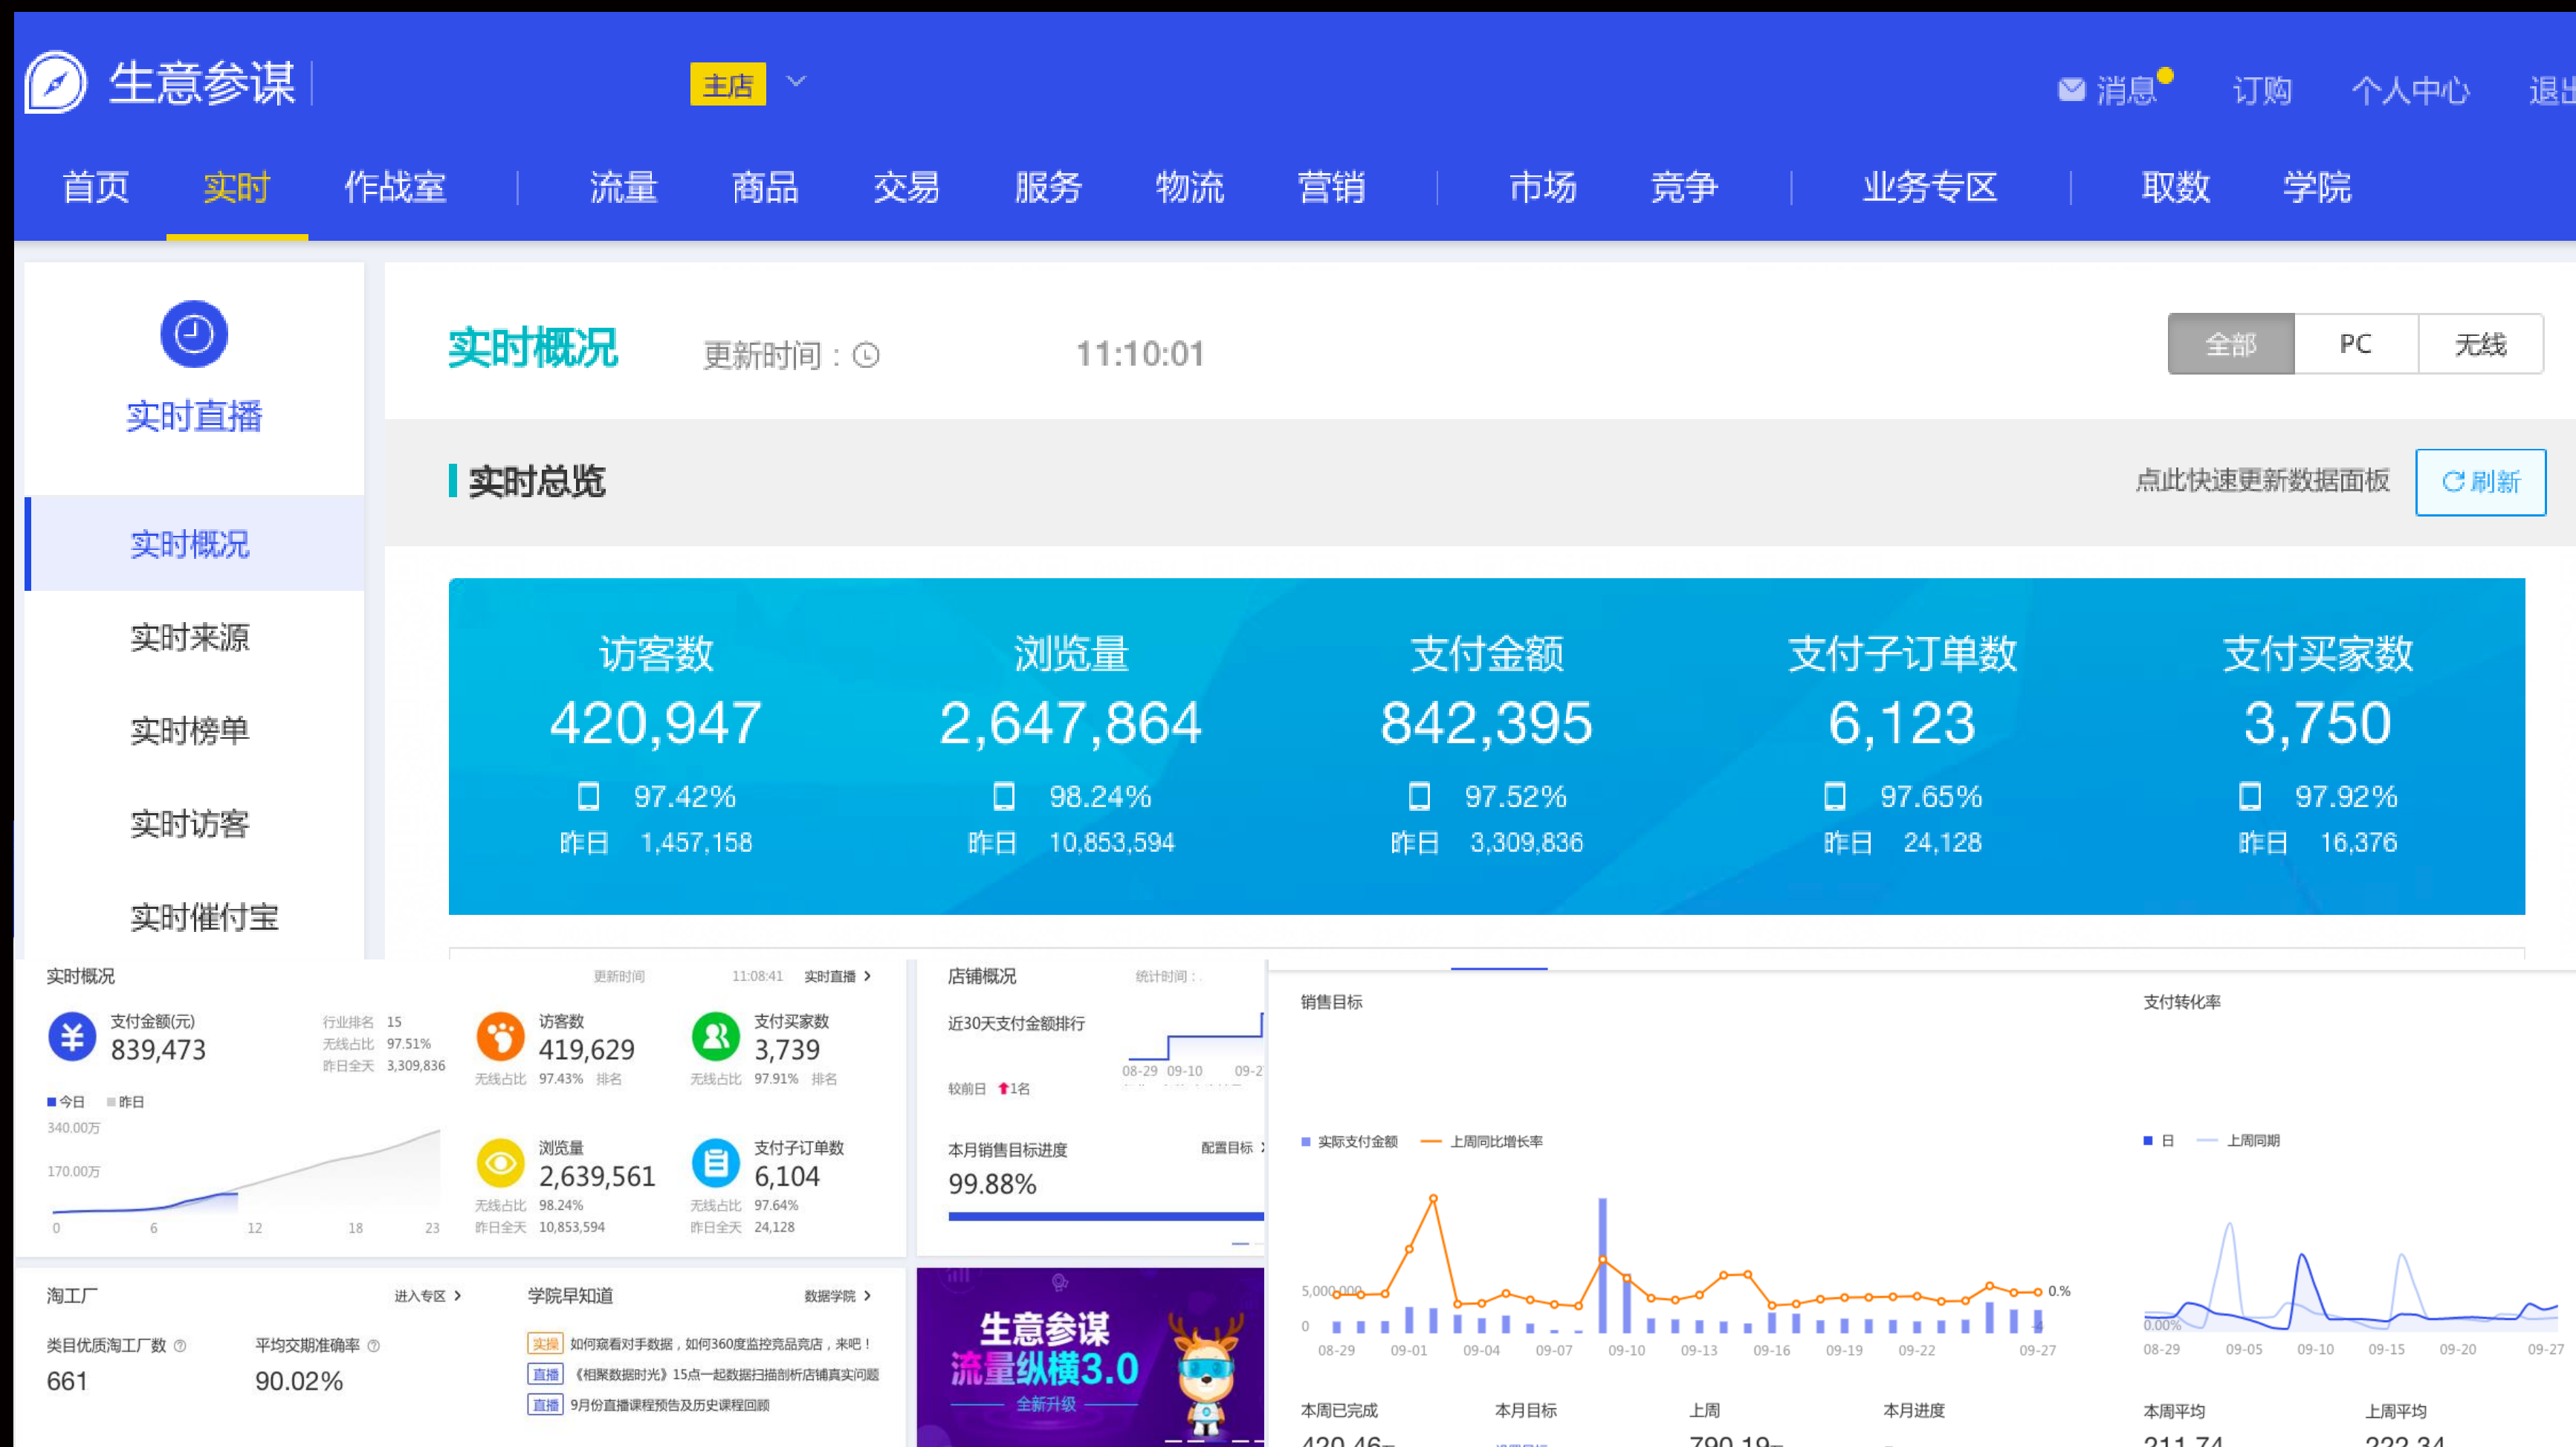 生意参谋
主店
消息 订购 个人中心
首页 实时 作战室 流量 商品 交易 服务 物流 营销 市场 竞争 业务专区 取数 学院
实时直播
实时概况
实时来源
实时榜单
实时访客
实时催付宝
实时概况 更新时间： 11:10:01
全部 PC 无线
实时总览
点此快速更新数据面板 刷新
访客数 浏览量 支付金额 支付子订单数 支付买家数
420,947 2,647,864 842,395 6,123 3,750
97.42% 98.24% 97.52% 97.65% 97.92%
昨日 1,457,158 昨日 10,853,594 昨日 3,309,836 昨日 24,128 昨日 16,376
实时概况 更新时间 11:08:41 实时直播
支付金额(元)
839,473
行业排名 15
无线占比 97.51%
昨日全天 3,309,836
今日 昨日
340.00万
170.00万
0 6 12 18 23
访客数
419,629
无线占比 97.43% 排名
支付买家数
3,739
无线占比 97.91% 排名
浏览量
2,639,561
无线占比 98.24%
昨日全天 10,853,594
支付子订单数
6,104
无线占比 97.64%
昨日全天 24,128
店铺概况 统计时间：
近30天支付金额排行
08-29 09-10
较前日 1名
本月销售目标进度 配置目标
99.88%
淘工厂 进入专区
类目优质淘工厂数 平均交期准确率
661 90.02%
学院早知道 数据学院
实操 如何窥看对手数据，如何360度监控竞品竞店，来吧！
直播 《相聚数据时光》15点一起数据扫描剖析店铺真实问题
直播 9月份直播课程预告及历史课程回顾
生意参谋
流量纵横3.0
全新升级
销售目标
实际支付金额 上周同比增长率
5,000,000
0
0.%
08-29 09-01 09-04 09-07 09-10 09-13 09-16 09-19 09-22 09-27
本周已完成 本月目标 上周 本月进度
支付转化率
日 上周同期
0.00%
08-29 09-05 09-10 09-15 09-20 09-27
本周平均 上周平均